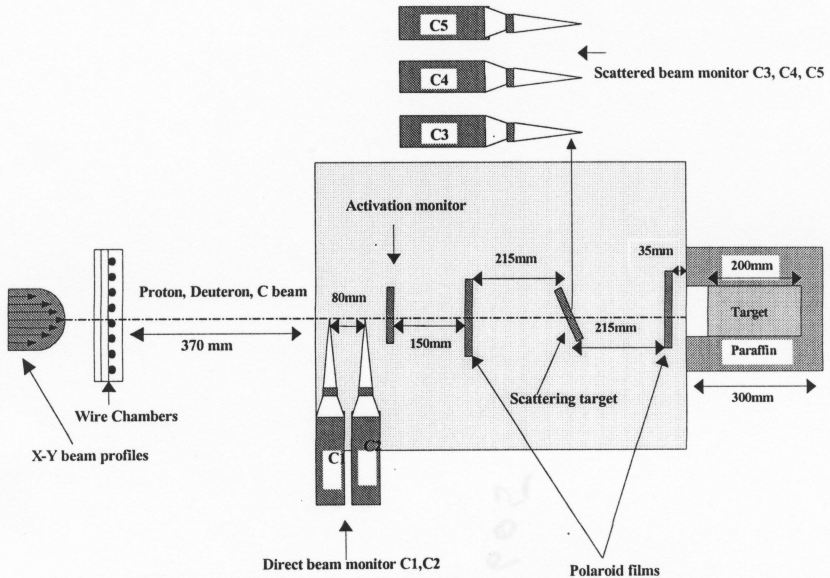 C5
C4
Scattered beam monitor C3, C4, C5
C3
Activation monitor
35mm
215mm
200mm
Proton, Deuteron, C beam
80mm
Target
370 mm
150mm
215mm
Paraffin
Scattering target
300mm
Wire Chambers
X-Y beam profiles
C1
C2
Direct beam monitor C1,C2
Polaroid films